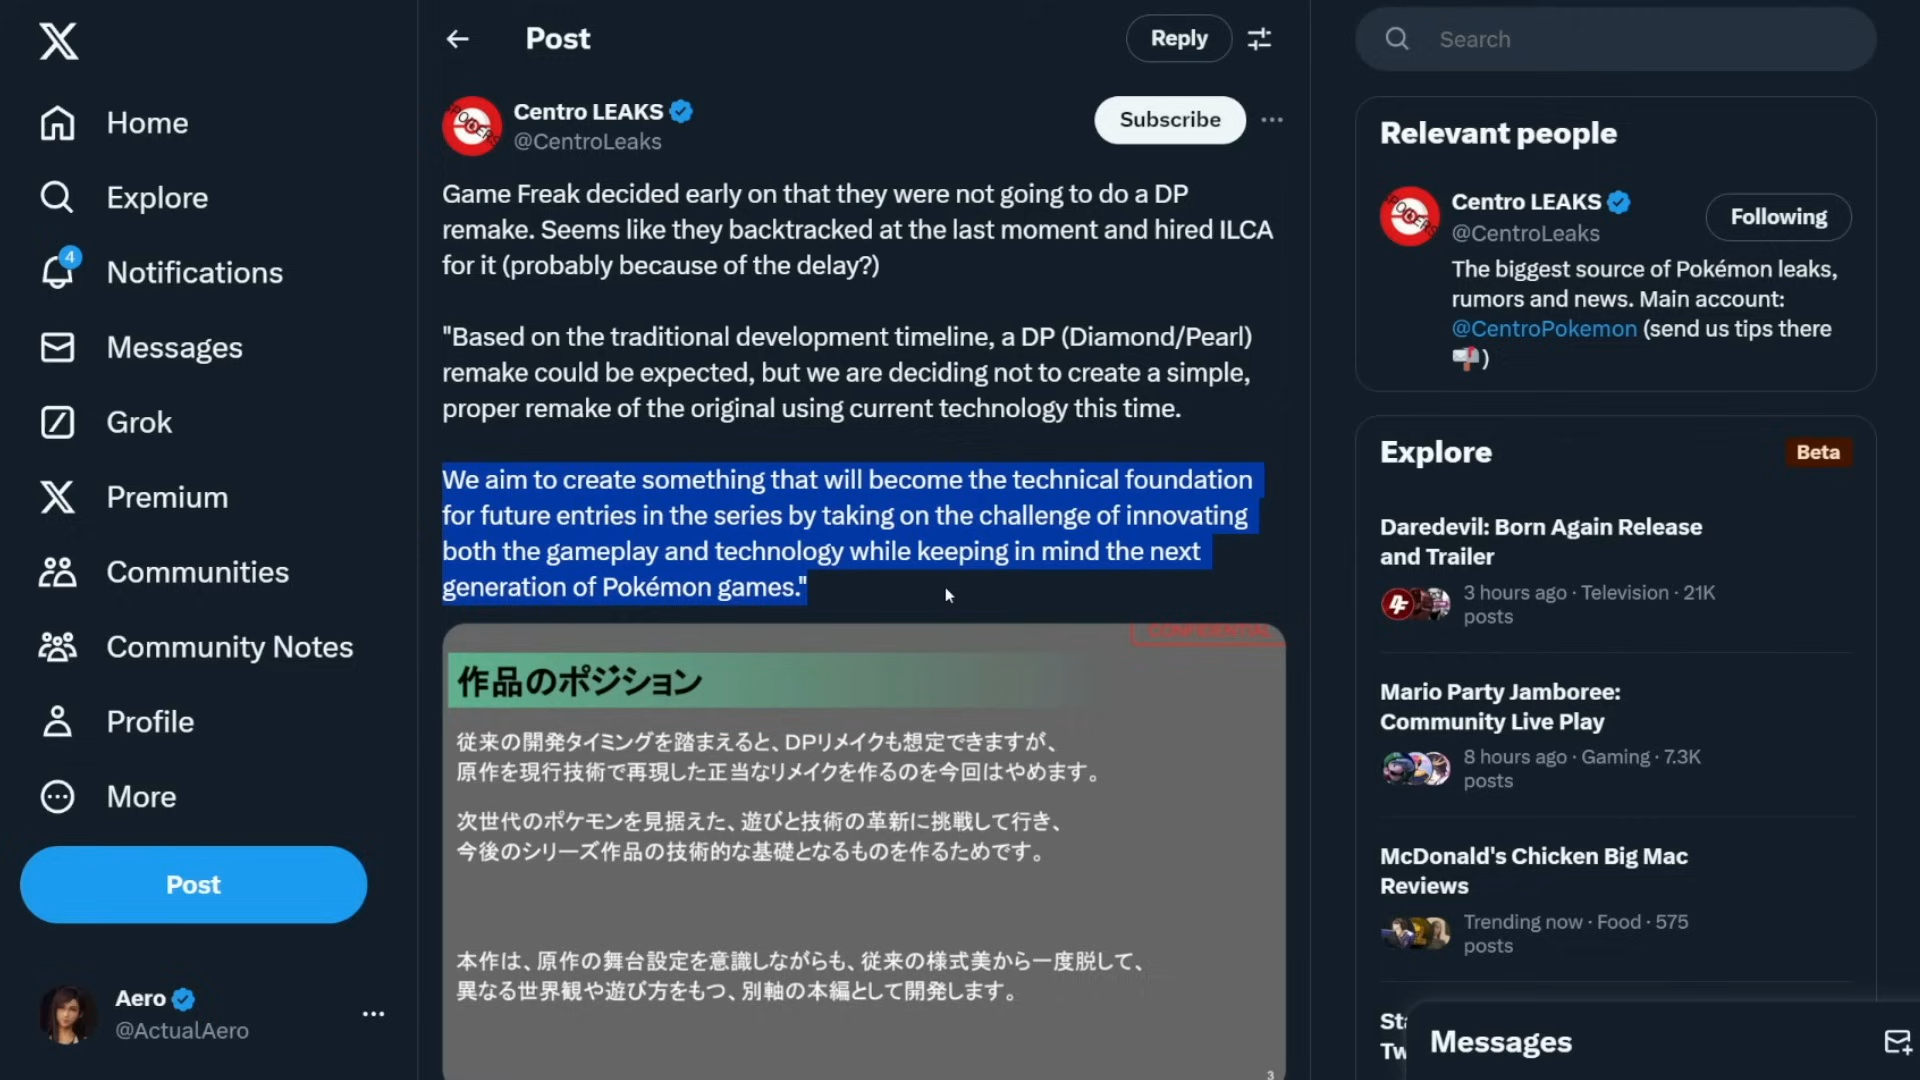 Home
Explore
4
Notifications
Messages
Grok
Premium
Communities
Community Notes
Profile
More
Post
Aero
@ActualAero
Post
Reply
Centro LEAKS
@CentroLeaks
Subscribe
Game Freak decided early on that they were not going to do a DP
remake. Seems like they backtracked at the last moment and hired ILCA
for it (probably because of the delay?)
"Based on the traditional development timeline, a DP (Diamond/Pearl)
remake could be expected, but we are deciding not to create a simple,
proper remake of the original using current technology this time.
We aim to create something that will become the technical foundation
for future entries in the series by taking on the challenge of innovating
both the gameplay and technology while keeping in mind the next
generation of Pokémon games."
CONFIDENTIAL
作品のポジション
従来の開発タイミングを踏まえると、DPリメイクも想定できますが、
原作を現行技術で再現した正当なリメイクを作るのを今回はやめます。
次世代のポケモンを見据えた、遊びと技術の革新に挑戦して行き、
今後のシリーズ作品の技術的な基礎となるものを作るためです。
本作は、原作の舞台設定を意識しながらも、従来の様式美から一度脱して、
異なる世界観や遊び方をもつ、別軸の本編として開発します。
3
Search
Relevant people
Centro LEAKS
@CentroLeaks
Following
The biggest source of Pokémon leaks,
rumors and news. Main account:
@CentroPokemon (send us tips there
)
Explore
Beta
Daredevil: Born Again Release
and Trailer
3 hours ago · Television · 21K
posts
Mario Party Jamboree:
Community Live Play
8 hours ago · Gaming · 7.3K
posts
McDonald's Chicken Big Mac
Reviews
Trending now · Food · 575
posts
Messages